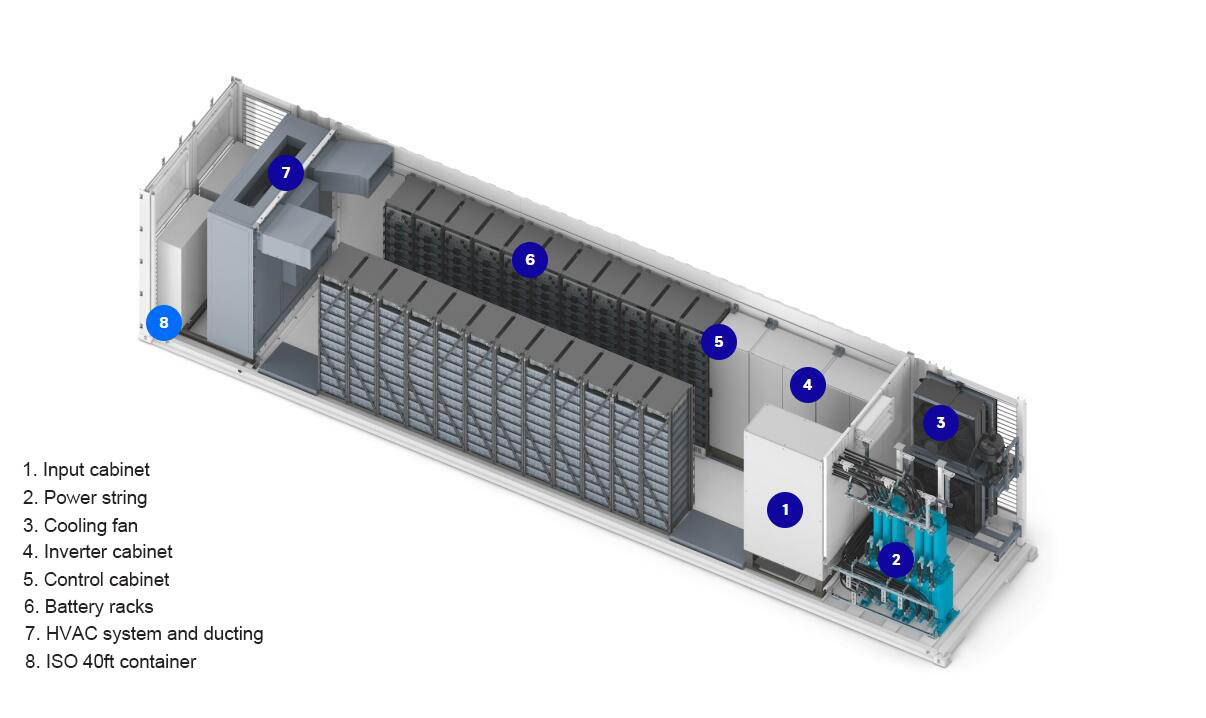 7
6
8
5
4
3
1
2
1. Input cabinet
2. Power string
3. Cooling fan
4. Inverter cabinet
5. Control cabinet
6. Battery racks
7. HVAC system and ducting
8. ISO 40ft container